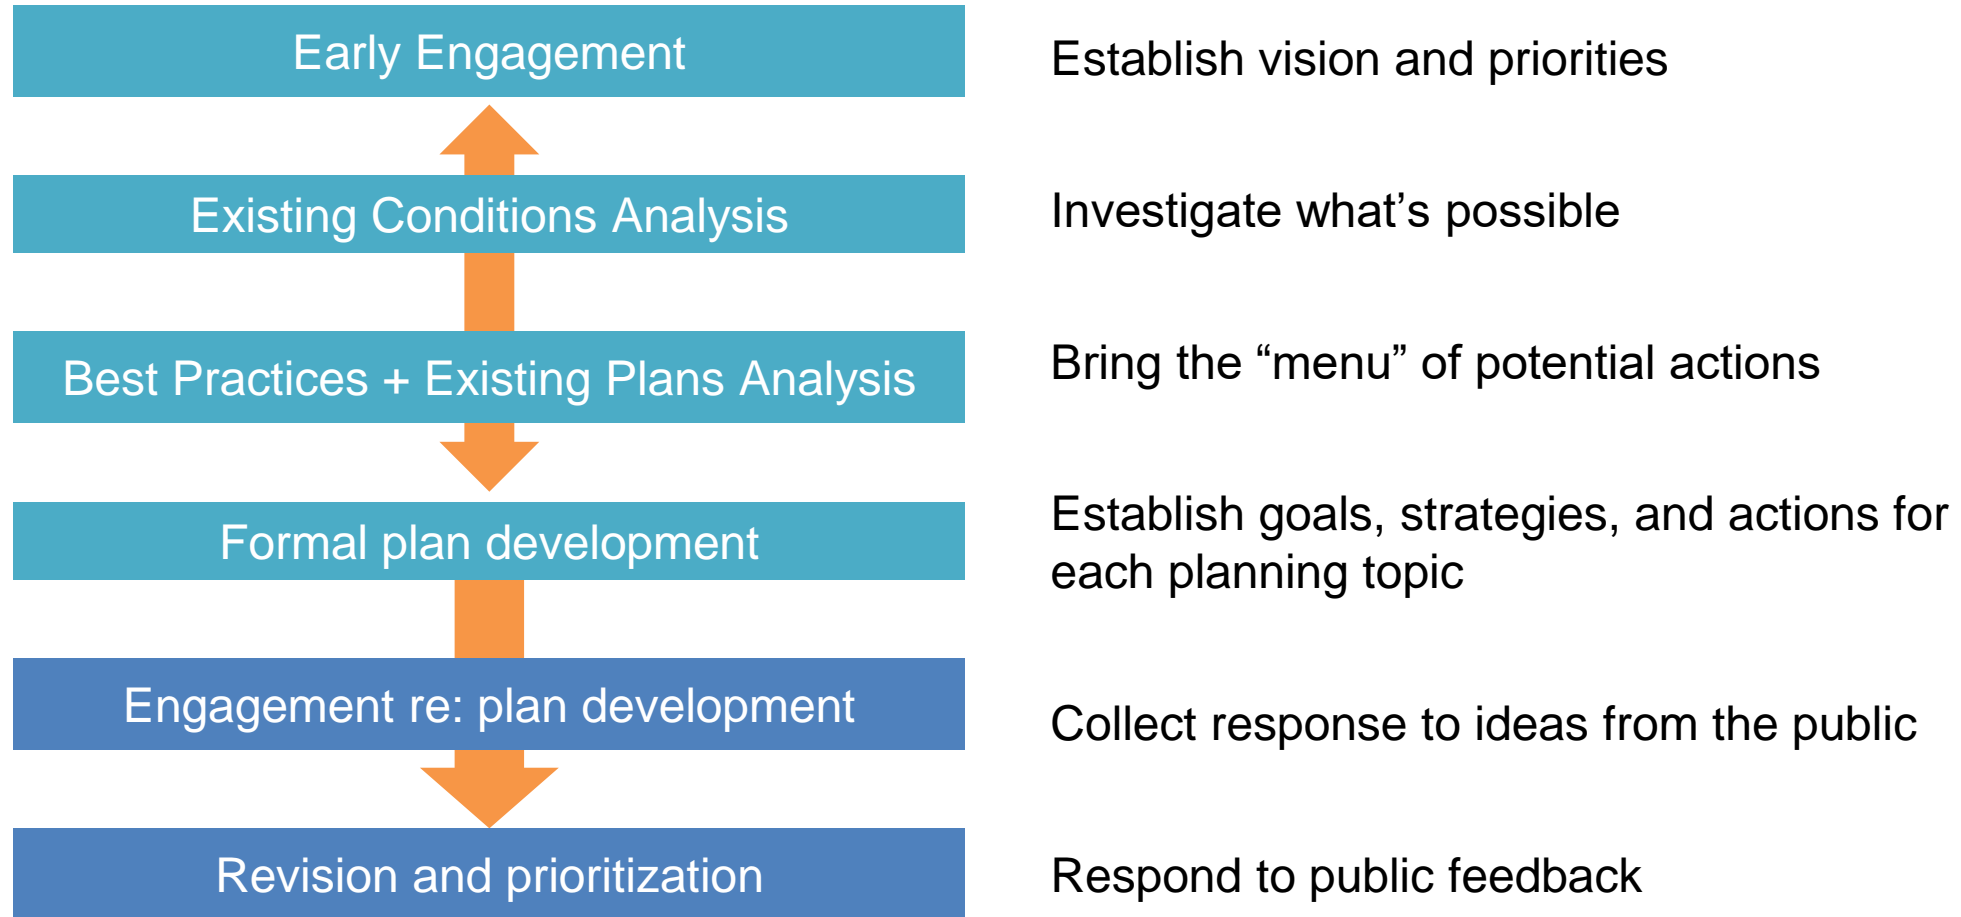 Early Engagement
Establish vision and priorities
Existing Conditions Analysis
Investigate what’s possible
Best Practices + Existing Plans Analysis
Bring the “menu” of potential actions
Formal plan development
Establish goals, strategies, and actions for
each planning topic
Engagement re: plan development
Collect response to ideas from the public
Revision and prioritization
Respond to public feedback